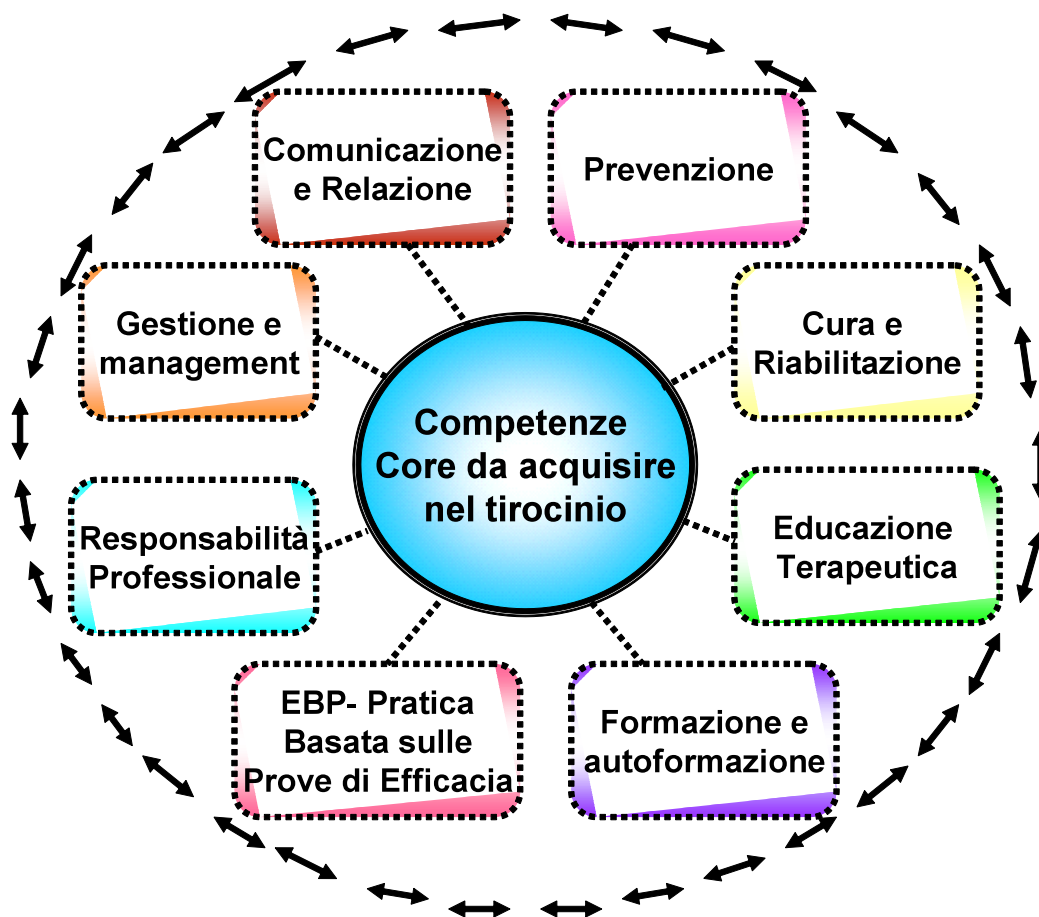 Comunicazione
e Relazione
Prevenzione
Gestione e
management
Cura e
Riabilitazione
Competenze
Core da acquisire
nel tirocinio
Responsabilità
Professionale
Educazione
Terapeutica
EBP- Pratica
Basata sulle
Prove di Efficacia
Formazione e
autoformazione